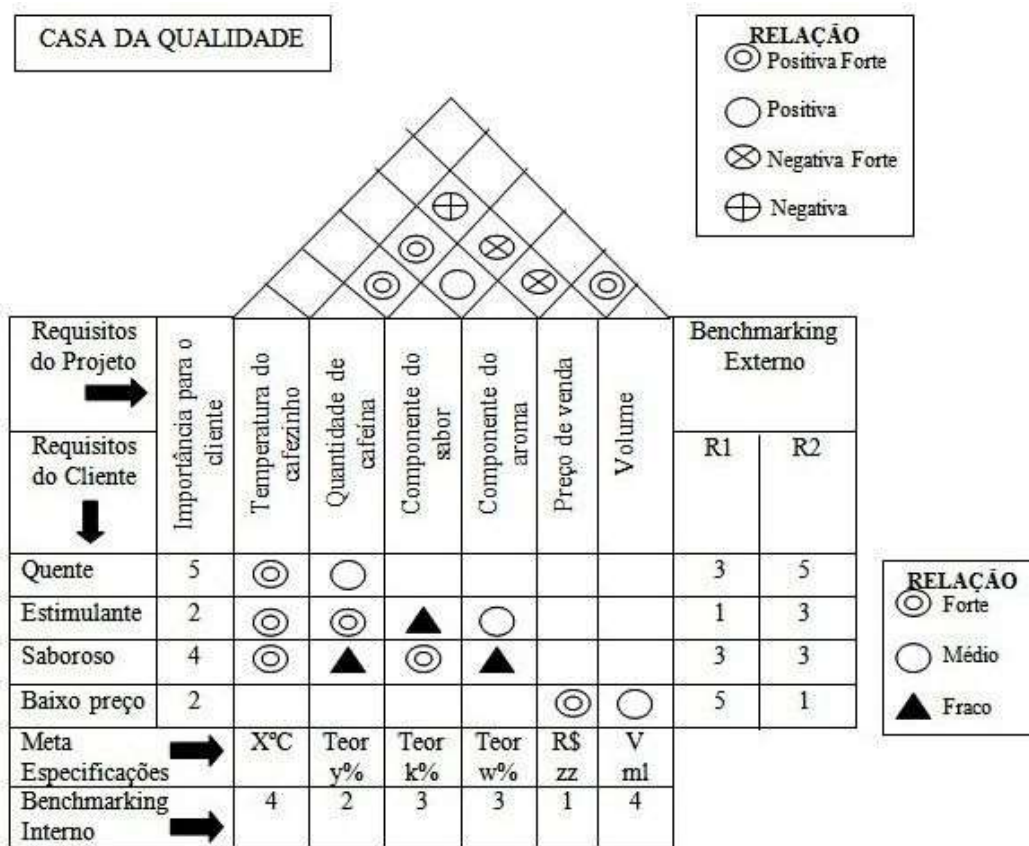 CASA DA QUALIDADE
RELAÇÃO
Positiva Forte
Positiva
Negativa Forte
Negativa
Requisitos
do Projeto
Importância para o
cliente
Temperatura do
cafezinho
Quantidade de
cafeína
Componente do
sabor
Componente do
aroma
Preço de venda
Volume
Benchmarking
Externo
Requisitos
do Cliente
R1 R2
Quente 5 3 5
Estimulante 2 1 3
Saboroso 4 3 3
Baixo preço 2 5 1
RELAÇÃO
Forte
Médio
Fraco
Meta XºC Teor Teor Teor R$ V
Especificações y% k% w% zz ml
Benchmarking 4 2 3 3 1 4
Interno